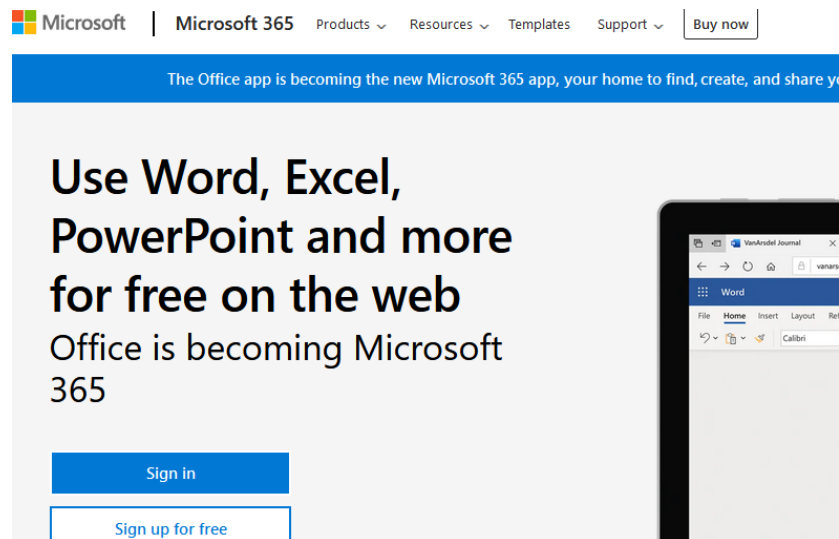 Microsoft | Microsoft 365 Products Resources Templates Support Buy now
The Office app is becoming the new Microsoft 365 app, your home to find, create, and share
Use Word, Excel,
PowerPoint and more
for free on the web
Office is becoming Microsoft
365
Sign in
Sign up for free
VanArsdel Journal
Word
File Home Insert Layout
Calibri